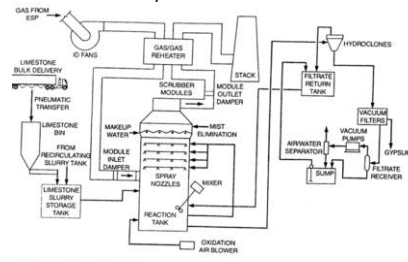 GAS FROM
ESP
ID FANS
GAS/GAS
REHEATER
STACK
HYDROCLONES
LIMESTONE
BULK DELIVERY
SCRUBBER
MODULES
MODULE
OUTLET
DAMPER
FILTRATE
RETURN
TANK
PNEUMATIC
TRANSFER
LIMESTONE
BIN
MAKEUP
WATER
MIST
ELIMINATION
VACUUM
FILTERS
FROM
RECIRCULATING
SLURRY TANK
MODULE
INLET
DAMPER
SPRAY
NOZZLES
MIXER
AIR/WATER
SEPARATOR
VACUUM
PUMPS
GYPSUM
LIMESTONE
SLURRY
STORAGE
TANK
REACTION
TANK
SUMP
FILTRATE
RECEIVER
OXIDATION
AIR BLOWER